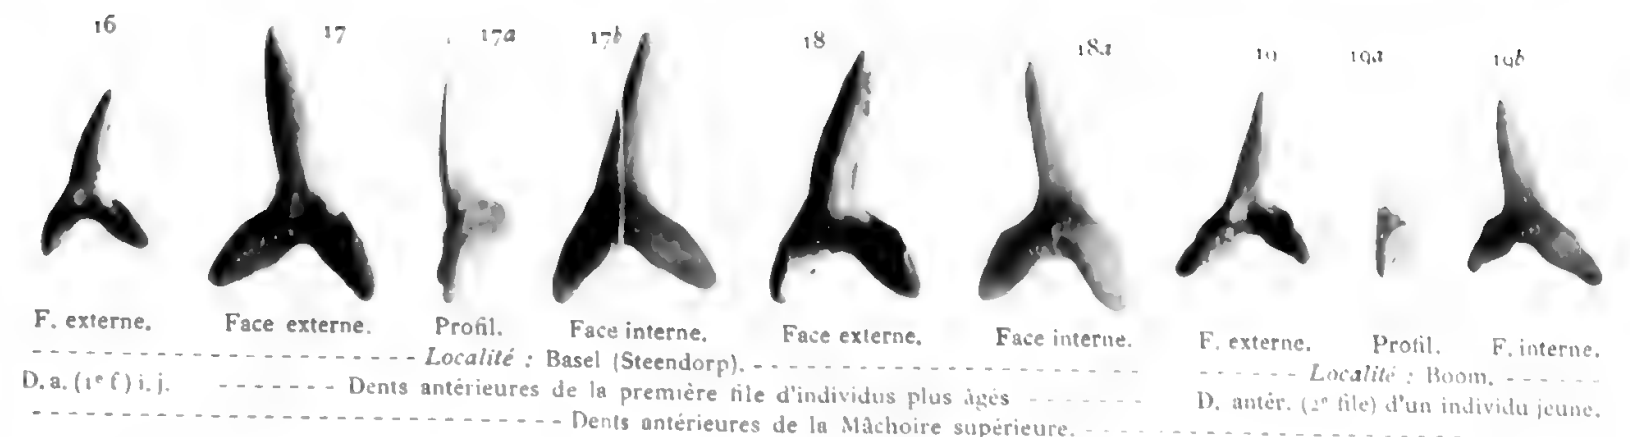 16 17 17a 17b 18 18a 19 19a 19b
F. externe. Face externe. Profil. Face interne. Face externe. Face interne. F. externe. Profil. F. interne.
Localité : Basel (Steendorp). Localité : Boom.
D. a. (1e f) i. j. Dents antérieures de la première file d'individus plus âgés D. antér. (2e file) d'un individu jeune.
Dents antérieures de la Mâchoire supérieure.